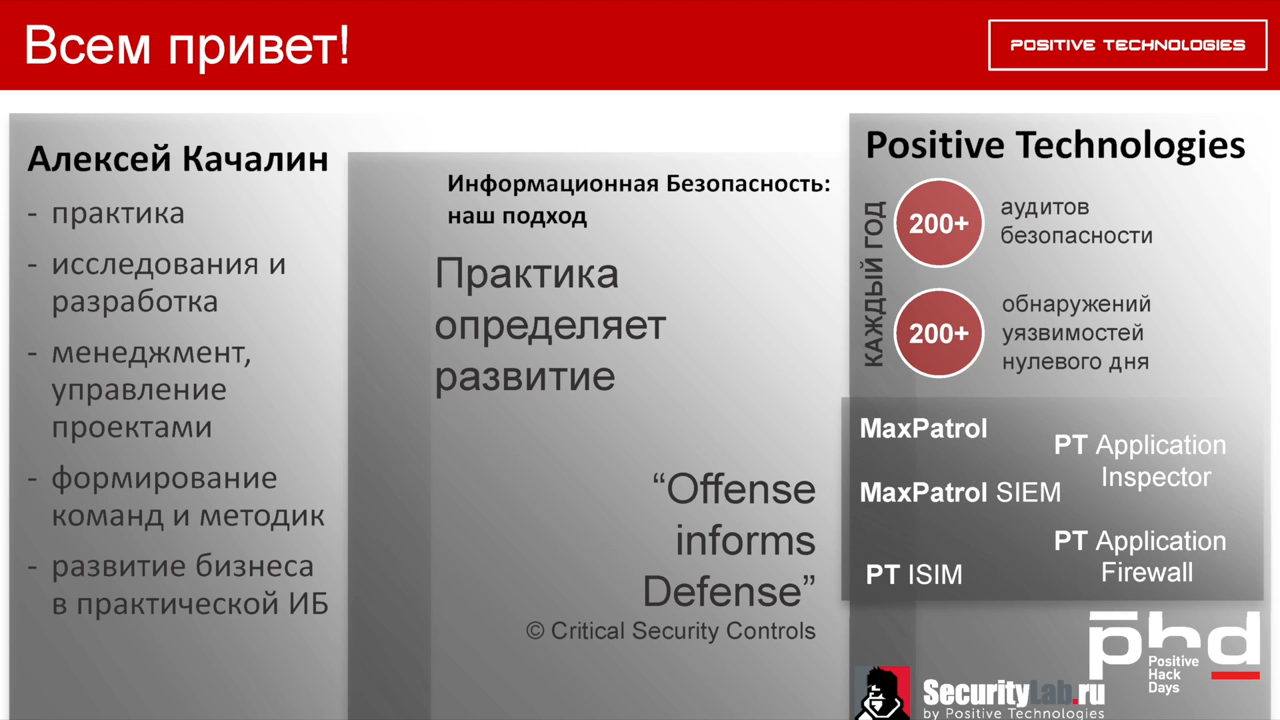 Всем привет!
POSITIVE TECHNOLOGIES
Алексей Качалин
- практика
- исследования и
разработка
- менеджмент,
управление
проектами
- формирование
команд и методик
- развитие бизнеса
в практической ИБ
Информационная Безопасность:
наш подход
Практика
определяет
развитие
“Offense
informs
Defense”
© Critical Security Controls
Positive Technologies
КАЖДЫЙ ГОД
200+
аудитов
безопасности
200+
обнаружений
уязвимостей
нулевого дня
MaxPatrol
PT Application
Inspector
MaxPatrol SIEM
PT Application
Firewall
PT ISIM
phd
Positive
Hack
Days
SecurityLab.ru
by Positive Technologies